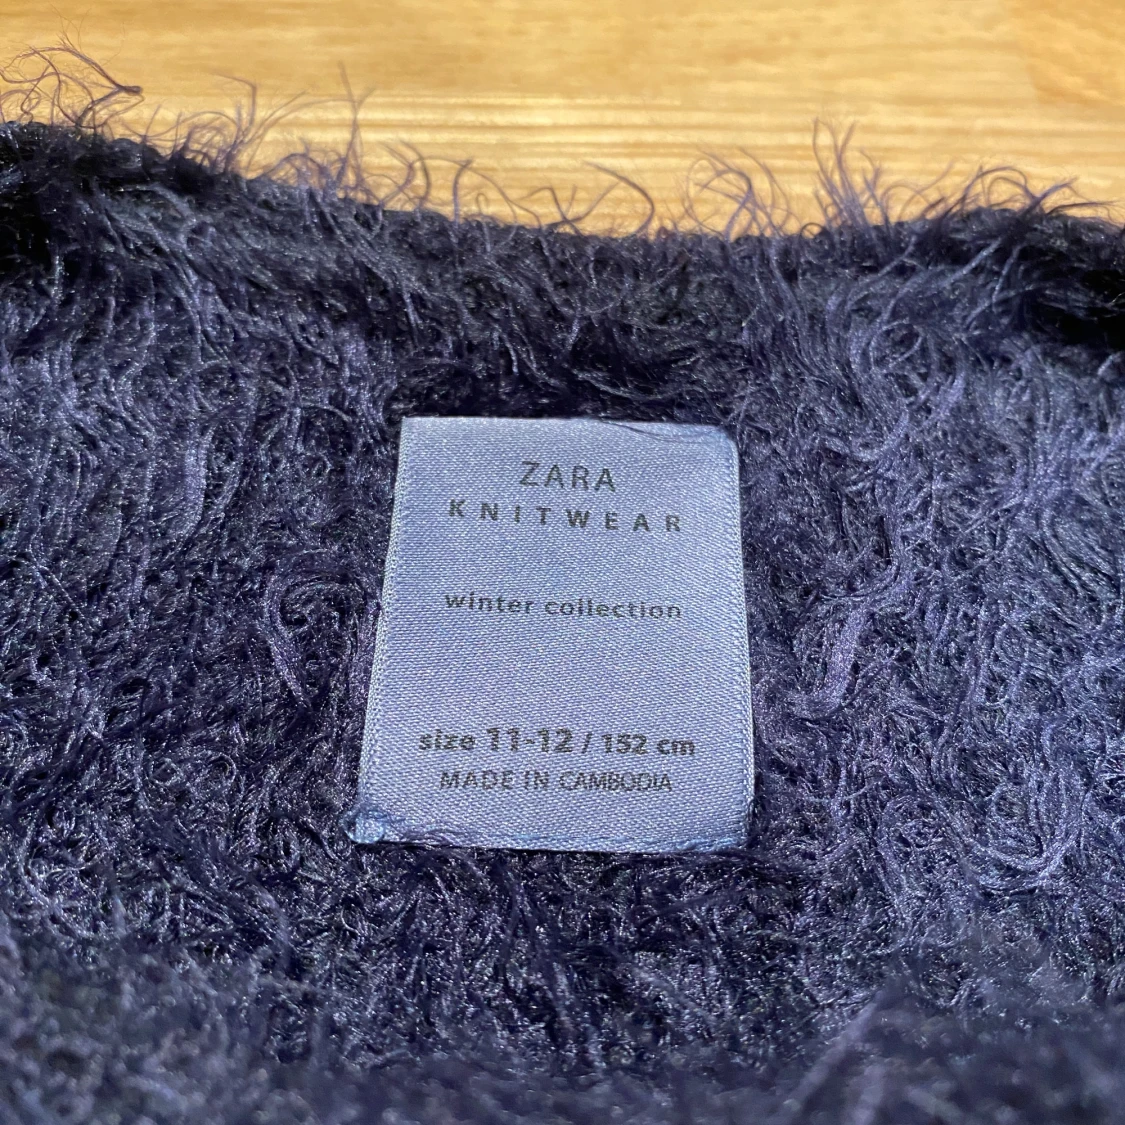 ZARA
KNITWEAR
winter collection
size 11-12 / 152 cm
MADE IN CAMBODIA